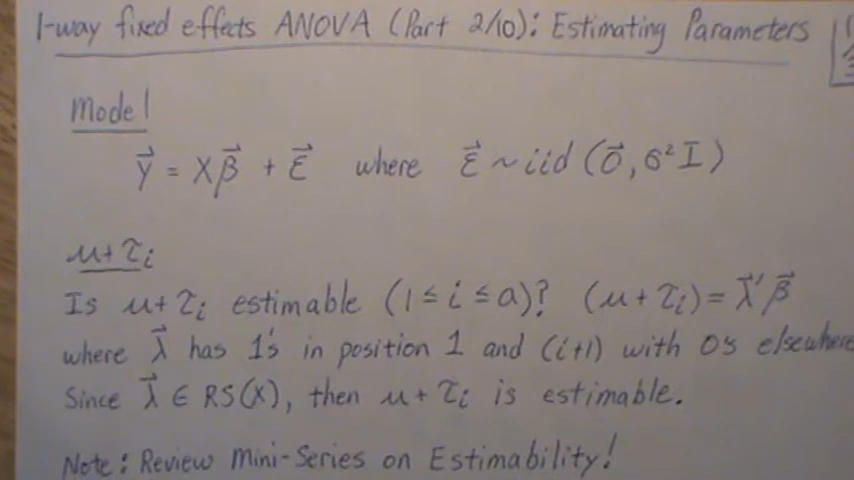 1-way fixed effects ANOVA (Part 2/10): Estimating Parameters
Model
Y⃗ = Xβ⃗ + ε⃗ where ε⃗ ~ iid (0⃗, σ²I)
μ+τᵢ
Is μ+τᵢ estimable (1≤i≤a)? (μ+τᵢ)=λ⃗'β⃗
where λ⃗ has 1's in position 1 and (i+1) with 0s elsewhere
Since λ⃗ ∈ RS(X), then μ+τᵢ is estimable.
Note: Review Mini-Series on Estimability!